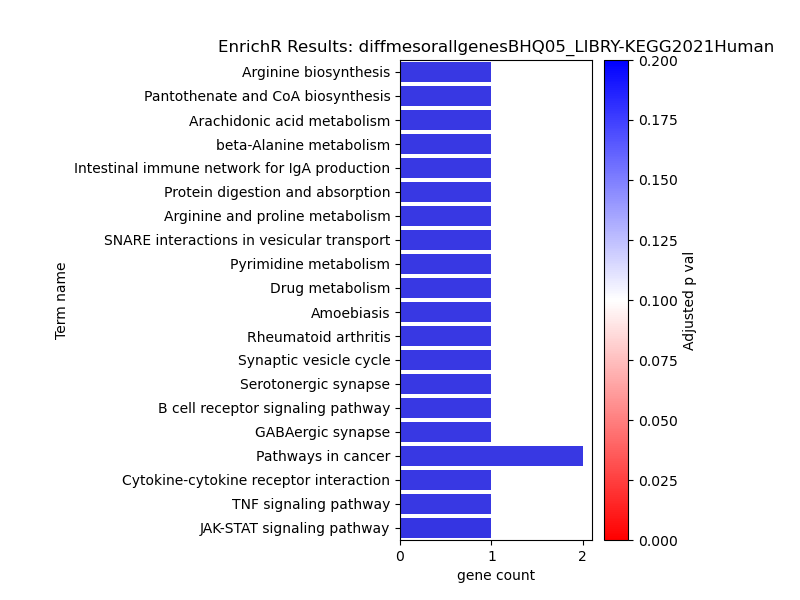 EnrichR Results: diffmesorallgenesBHQ05_LIBRY-KEGG2021Human
Term name
Arginine biosynthesis
Pantothenate and CoA biosynthesis
Arachidonic acid metabolism
beta-Alanine metabolism
Intestinal immune network for IgA production
Protein digestion and absorption
Arginine and proline metabolism
SNARE interactions in vesicular transport
Pyrimidine metabolism
Drug metabolism
Amoebiasis
Rheumatoid arthritis
Synaptic vesicle cycle
Serotonergic synapse
B cell receptor signaling pathway
GABAergic synapse
Pathways in cancer
Cytokine-cytokine receptor interaction
TNF signaling pathway
JAK-STAT signaling pathway
0 1 2
gene count
0.200
0.175
0.150
0.125
0.100
0.075
0.050
0.025
0.000
Adjusted p val